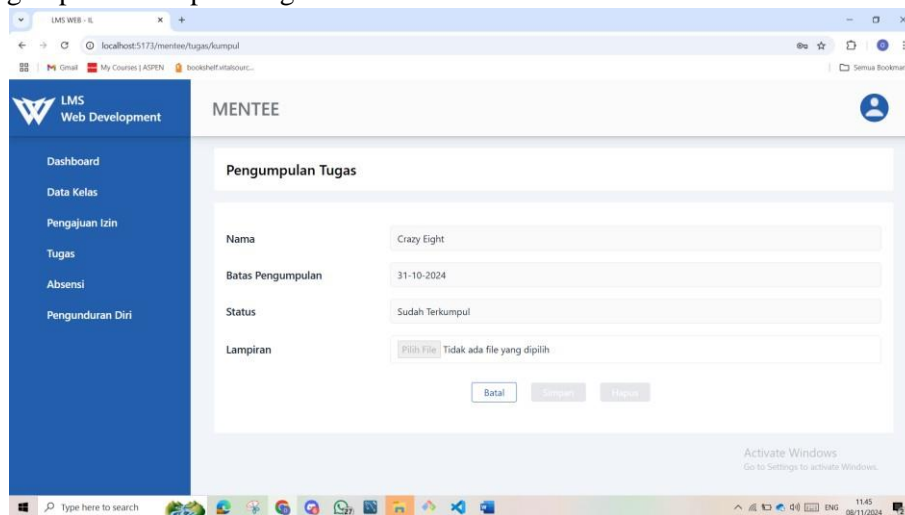 LMS WEB - IL
localhost:5173/mentee/tugas/kumpul
Gmail My Courses | ASPEN bookshelf.vitalsourc... Semua Bookmar
LMS
Web Development
MENTEE
Dashboard
Data Kelas
Pengajuan Izin
Tugas
Absensi
Pengunduran Diri
Pengumpulan Tugas
Nama Crazy Eight
Batas Pengumpulan 31-10-2024
Status Sudah Terkumpul
Lampiran Pilih File Tidak ada file yang dipilih
Batal Simpan Hapus
Activate Windows
Go to Settings to activate Windows.
Type here to search ENG 11.45
08/11/2024